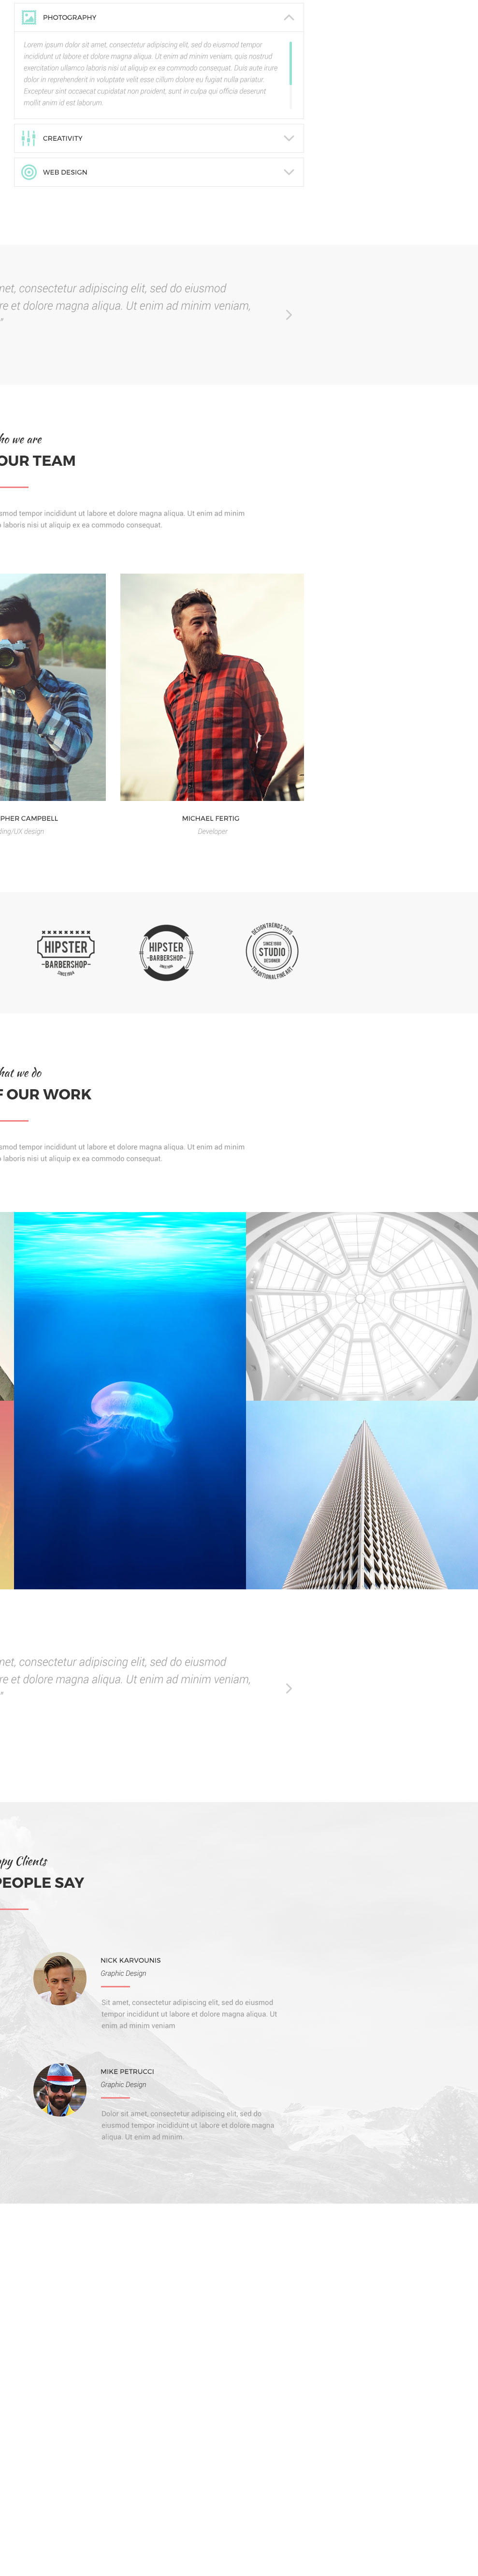 PHOTOGRAPHY
Lorem ipsum dolor sit amet, consectetur adipiscing elit, sed do eiusmod tempor
incididunt ut labore et dolore magna aliqua. Ut enim ad minim veniam, quis nostrud
exercitation ullamco laboris nisi ut aliquip ex ea commodo consequat. Duis aute irure
dolor in reprehenderit in voluptate velit esse cillum dolore eu fugiat nulla pariatur.
Excepteur sint occaecat cupidatat non proident, sunt in culpa qui officia deserunt
mollit anim id est laborum.
CREATIVITY
WEB DESIGN
met, consectetur adipiscing elit, sed do eiusmod
re et dolore magna aliqua. Ut enim ad minim veniam,
"
ho we are
OUR TEAM
smod tempor incididunt ut labore et dolore magna aliqua. Ut enim ad minim
o laboris nisi ut aliquip ex ea commodo consequat.
PHER CAMPBELL
ding/UX design
MICHAEL FERTIG
Developer
HIPSTER
BARBERSHOP
HIPSTER
BARBERSHOP
DESIGN TRENDS 2015
SINCE 1980
STUDIO
DESIGNER
TRADITIONAL FINE ART
hat we do
F OUR WORK
smod tempor incididunt ut labore et dolore magna aliqua. Ut enim ad minim
o laboris nisi ut aliquip ex ea commodo consequat.
met, consectetur adipiscing elit, sed do eiusmod
re et dolore magna aliqua. Ut enim ad minim veniam,
"
ppy Clients
PEOPLE SAY
NICK KARVOUNIS
Graphic Design
Sit amet, consectetur adipiscing elit, sed do eiusmod
tempor incididunt ut labore et dolore magna aliqua. Ut
enim ad minim veniam
MIKE PETRUCCI
Graphic Design
Dolor sit amet, consectetur adipiscing elit, sed do
eiusmod tempor incididunt ut labore et dolore magna
aliqua. Ut enim ad minim.